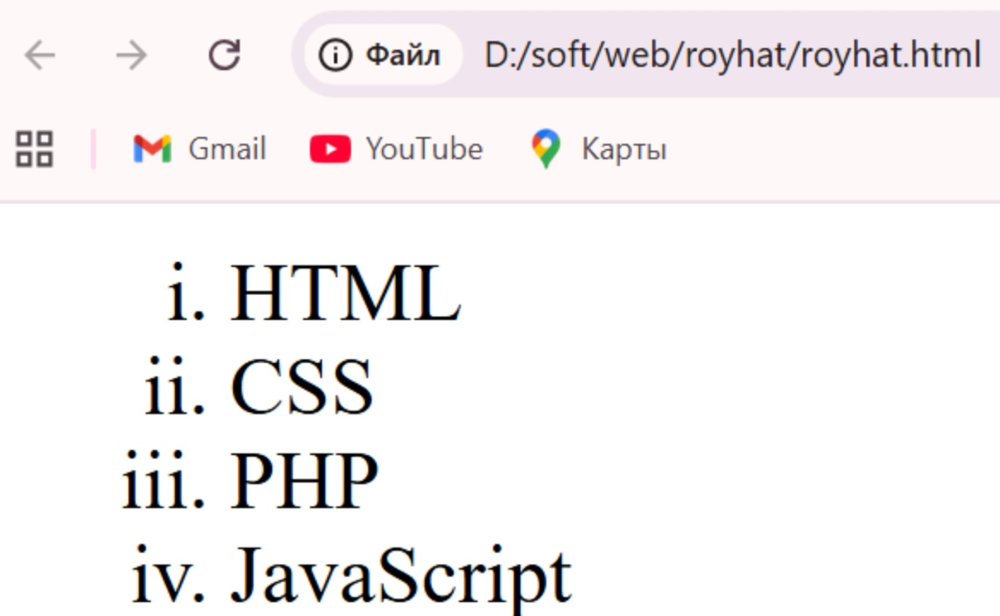 Файл D:/soft/web/royhat/royhat.html
Gmail YouTube Карты
i. HTML
ii. CSS
iii. PHP
iv. JavaScript